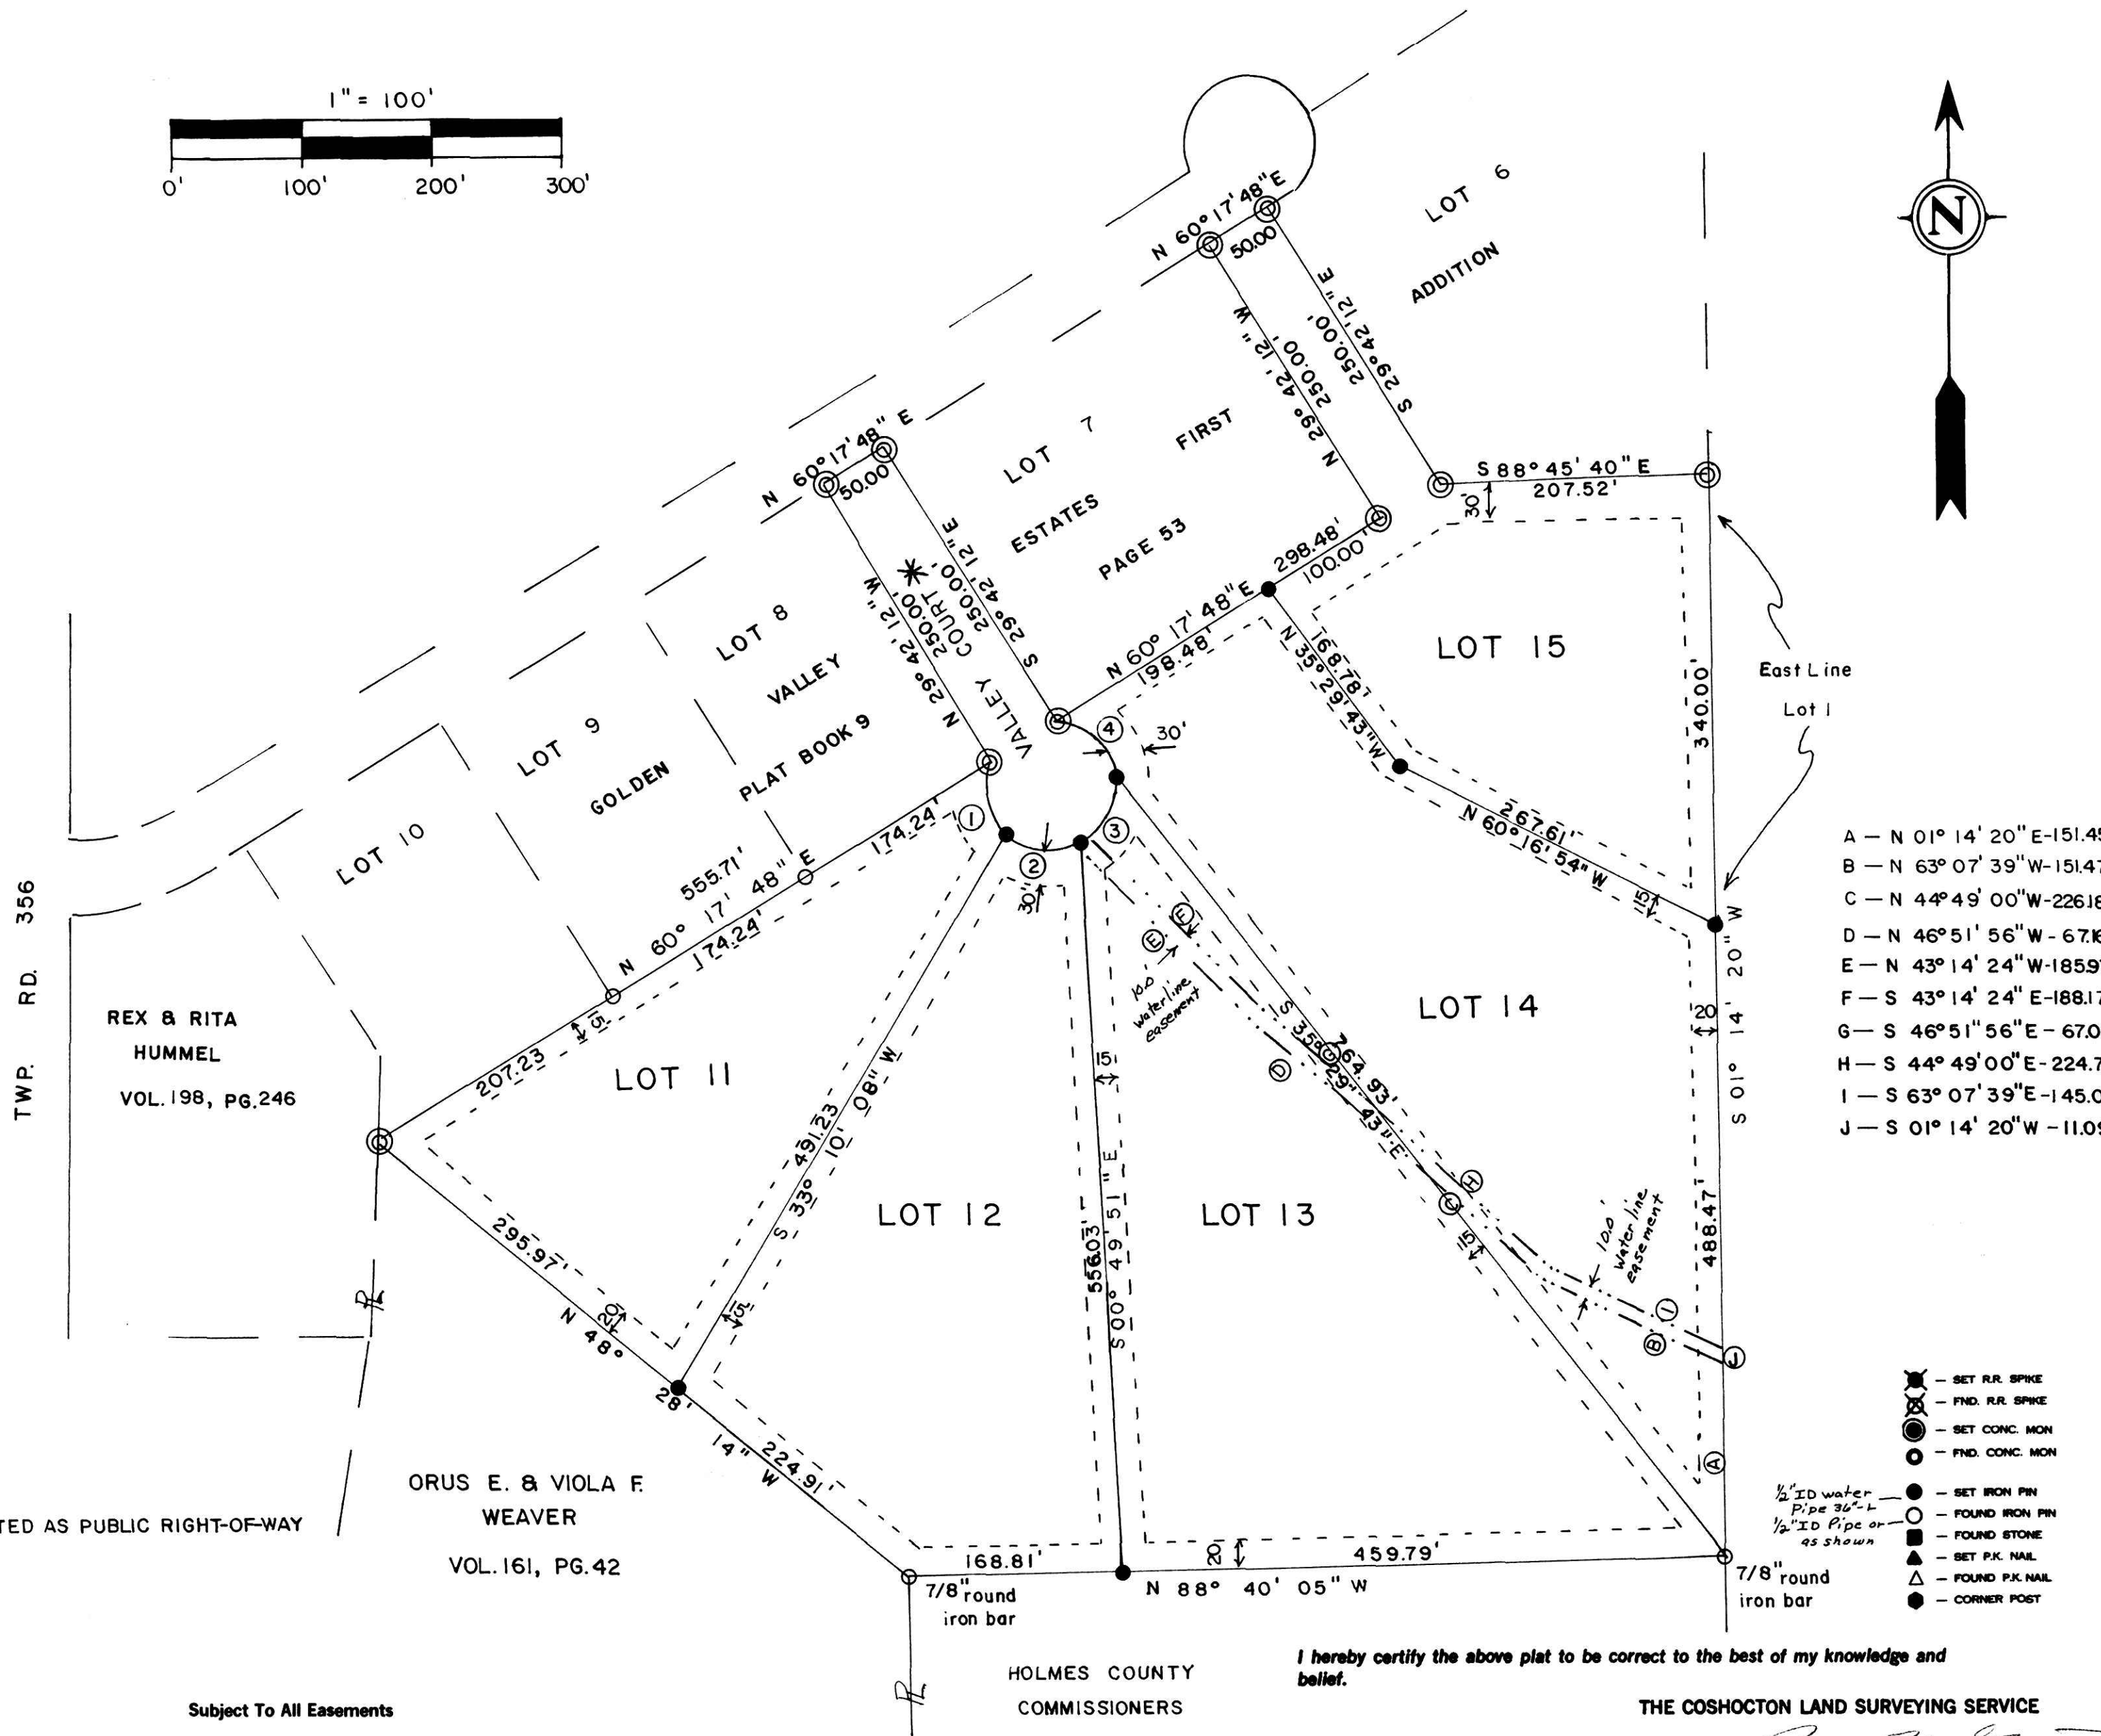 1" = 100'
0' 100' 200' 300'
N 60° 17' 48" E
50.00
LOT 6
ADDITION
S 29° 42' 12" E
250.00'
N 29° 42' 12" W
250.00'
N
N 60° 17' 48" E
50.00
LOT 7
FIRST
ESTATES
PAGE 53
S 29° 42' 12" E
250.00'
N 29° 42' 12" W
250.00'
VALLEY COURT *
S 88° 45' 40" E
207.52'
30'
298.48'
100.00'
N 60° 17' 48" E
198.48'
N 35° 29' 43" W
168.78'
LOT 15
340.00'
East Line
Lot 1
N 60° 16' 54" W
267.61'
15'
LOT 8
VALLEY
PLAT BOOK 9
LOT 9
GOLDEN
LOT 10
174.24'
555.71'
N 60° 17' 48" E
174.24'
207.23
15'
1
2
3
4
30'
30'
TWP. RD. 356
REX & RITA
HUMMEL
VOL. 198, PG. 246
A — N 01° 14' 20" E-151.45
B — N 63° 07' 39" W-151.47
C — N 44° 49' 00" W-226.18
D — N 46° 51' 56" W - 67.16
E — N 43° 14' 24" W-185.9
F — S 43° 14' 24" E-188.17
G — S 46° 51' 56" E - 67.0
H — S 44° 49' 00" E-224.7
I — S 63° 07' 39" E-145.0
J — S 01° 14' 20" W -11.09
LOT 11
S 33° 10' 08" W
491.23
LOT 12
15'
556.03'
S 00° 49' 51" E
15
LOT 13
LOT 14
S 35° 29' 43" E
764.93'
15'
E
F
10.0'
waterline
easement
D
G
C
H
10.0'
waterline
easement
I
B
J
A
20
S 01° 14' 20" W
488.47'
295.97'
20'
N 48° 28' 14" W
224.91'
P L
ORUS E. & VIOLA F.
WEAVER
VOL. 161, PG. 42
TED AS PUBLIC RIGHT-OF-WAY
168.81'
459.79'
20
N 88° 40' 05" W
7/8" round
iron bar
7/8" round
iron bar
— SET R.R. SPIKE
— FND. R.R. SPIKE
— SET CONC. MON
— FND. CONC. MON
1/2" ID water
Pipe 36"-L
— SET IRON PIN
1/2" ID Pipe or
as shown
— FOUND IRON PIN
— FOUND STONE
— SET P.K. NAIL
— FOUND P.K. NAIL
— CORNER POST
HOLMES COUNTY
COMMISSIONERS
P L
Subject To All Easements
I hereby certify the above plat to be correct to the best of my knowledge and
belief.
THE COSHOCTON LAND SURVEYING SERVICE